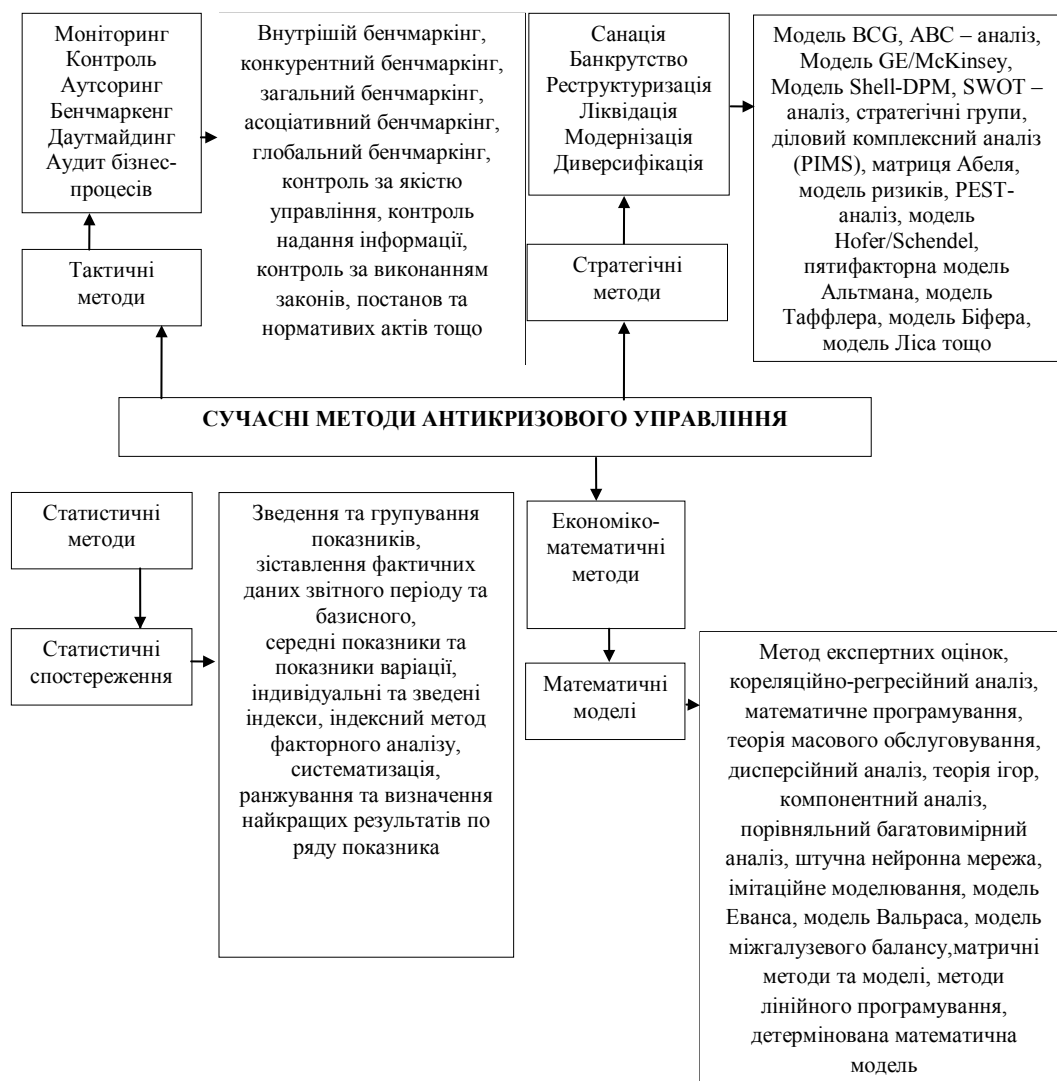 Моніторинг
Контроль
Аутсоринг
Бенчмаркенг
Даутмайдинг
Аудит бізнес-
процесів
Внутрішій бенчмаркінг,
конкурентний бенчмаркінг,
загальний бенчмаркінг,
асоціативний бенчмаркінг,
глобальний бенчмаркінг,
контроль за якістю
управління, контроль
надання інформації,
контроль за виконанням
законів, постанов та
нормативих актів тощо
Санація
Банкрутство
Реструктуризація
Ліквідація
Модернізація
Диверсифікація
Модель BCG, ABC – аналіз,
Модель GE/McKinsey,
Модель Shell-DPM, SWOT –
аналіз, стратегічні групи,
діловий комплексний аналіз
(PIMS), матриця Абеля,
модель ризиків, PEST-
аналіз, модель
Hofer/Schendel,
пятифакторна модель
Альтмана, модель
Таффлера, модель Біфера,
модель Ліса тощо
Тактичні
методи
Стратегічні
методи
СУЧАСНІ МЕТОДИ АНТИКРИЗОВОГО УПРАВЛІННЯ
Статистичні
методи
Статистичні
спостереження
Зведення та групування
показників,
зіставлення фактичних
даних звітного періоду та
базисного,
середні показники та
показники варіації,
індивідуальні та зведені
індекси, індексний метод
факторного аналізу,
систематизація,
ранжування та визначення
найкращих результатів по
ряду показника
Економіко-
математичні
методи
Математичні
моделі
Метод експертних оцінок,
кореляційно-регресійний аналіз,
математичне програмування,
теорія масового обслуговування,
дисперсійний аналіз, теорія ігор,
компонентний аналіз,
порівняльний багатовимірний
аналіз, штучна нейронна мережа,
імітаційне моделювання, модель
Еванса, модель Вальраса, модель
міжгалузевого балансу,матричні
методи та моделі, методи
лінійного програмування,
детермінована математична
модель